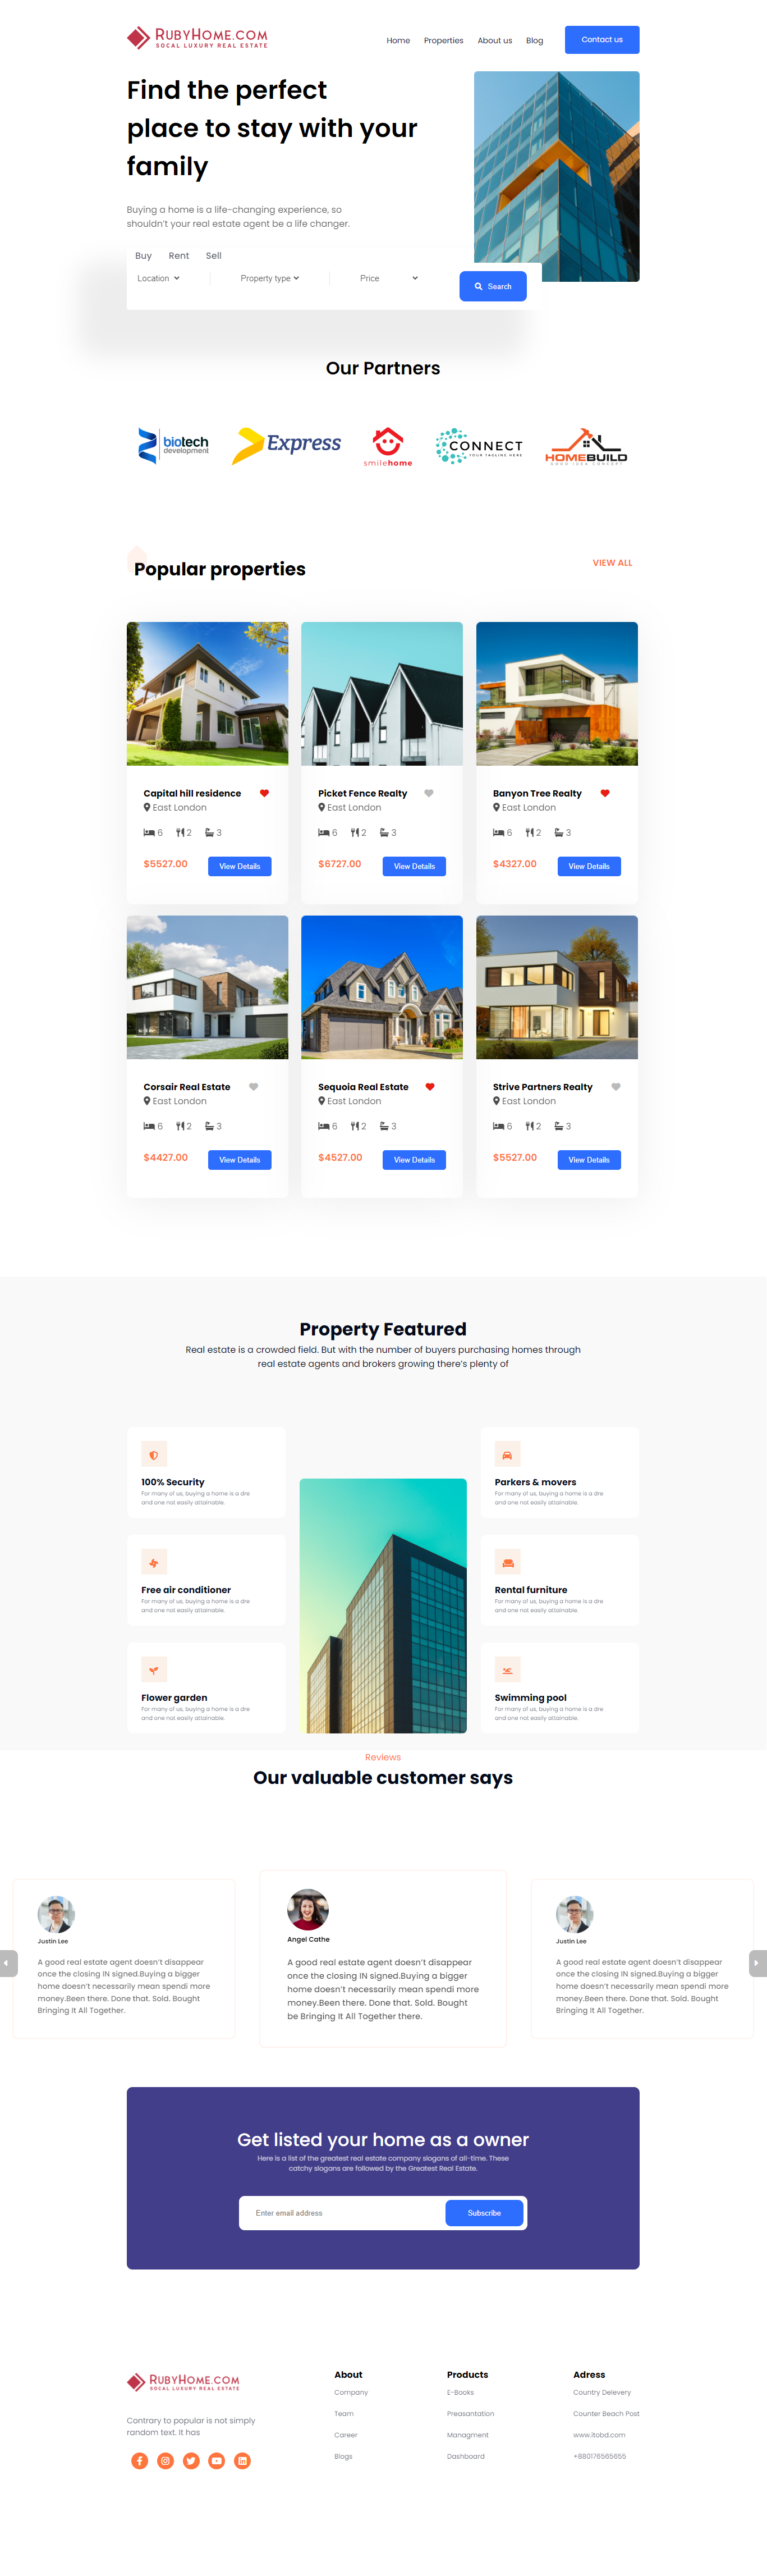 RUBYHOME.COM
SOCAL LUXURY REAL ESTATE
Home Properties About us Blog Contact us
Find the perfect
place to stay with your
family
Buying a home is a life-changing experience, so
shouldn't your real estate agent be a life changer.
Buy Rent Sell
Location Property type Price Search
Our Partners
biotech
development
Express
smilehome
CONNECT
YOUR TAGLINE HERE
HOMEBUILD
GOOD IDEA CONCEPT
Popular properties
VIEW ALL
Capital hill residence
East London
6 2 3
$5527.00 View Details
Picket Fence Realty
East London
6 2 3
$6727.00 View Details
Banyon Tree Realty
East London
6 2 3
$4327.00 View Details
Corsair Real Estate
East London
6 2 3
$4427.00 View Details
Sequoia Real Estate
East London
6 2 3
$4527.00 View Details
Strive Partners Realty
East London
6 2 3
$5527.00 View Details
Property Featured
Real estate is a crowded field. But with the number of buyers purchasing homes through
real estate agents and brokers growing there's plenty of
100% Security
For many of us, buying a home is a dre
and one not easily attainable.
Free air conditioner
For many of us, buying a home is a dre
and one not easily attainable.
Flower garden
For many of us, buying a home is a dre
and one not easily attainable.
Parkers & movers
For many of us, buying a home is a dre
and one not easily attainable.
Rental furniture
For many of us, buying a home is a dre
and one not easily attainable.
Swimming pool
For many of us, buying a home is a dre
and one not easily attainable.
Reviews
Our valuable customer says
Justin Lee
A good real estate agent doesn't disappear
once the closing IN signed.Buying a bigger
home doesn't necessarily mean spendi more
money.Been there. Done that. Sold. Bought
Bringing It All Together.
Angel Cathe
A good real estate agent doesn't disappear
once the closing IN signed.Buying a bigger
home doesn't necessarily mean spendi more
money.Been there. Done that. Sold. Bought
be Bringing It All Together there.
Justin Lee
A good real estate agent doesn't disappear
once the closing IN signed.Buying a bigger
home doesn't necessarily mean spendi more
money.Been there. Done that. Sold. Bought
Bringing It All Together.
Get listed your home as a owner
Here is a list of the greatest real estate company slogans of all-time. These
catchy slogans are followed by the Greatest Real Estate.
Enter email address Subscribe
RUBYHOME.COM
SOCAL LUXURY REAL ESTATE
Contrary to popular is not simply
random text. It has
About
Company
Team
Career
Blogs
Products
E-Books
Preasantation
Managment
Dashboard
Adress
Country Delevery
Counter Beach Post
www.itobd.com
+880176565655